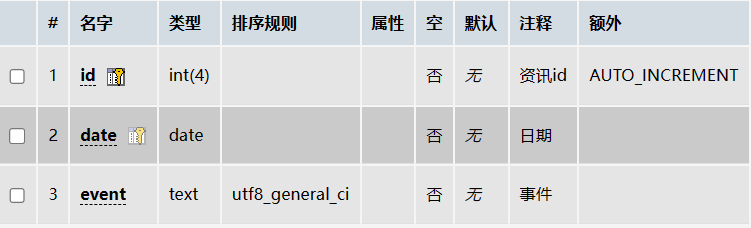 # 名字 类型 排序规则 属性 空 默认 注释 额外
1 id int(4) 否 无 资讯id AUTO_INCREMENT
2 date date 否 无 日期
3 event text utf8_general_ci 否 无 事件